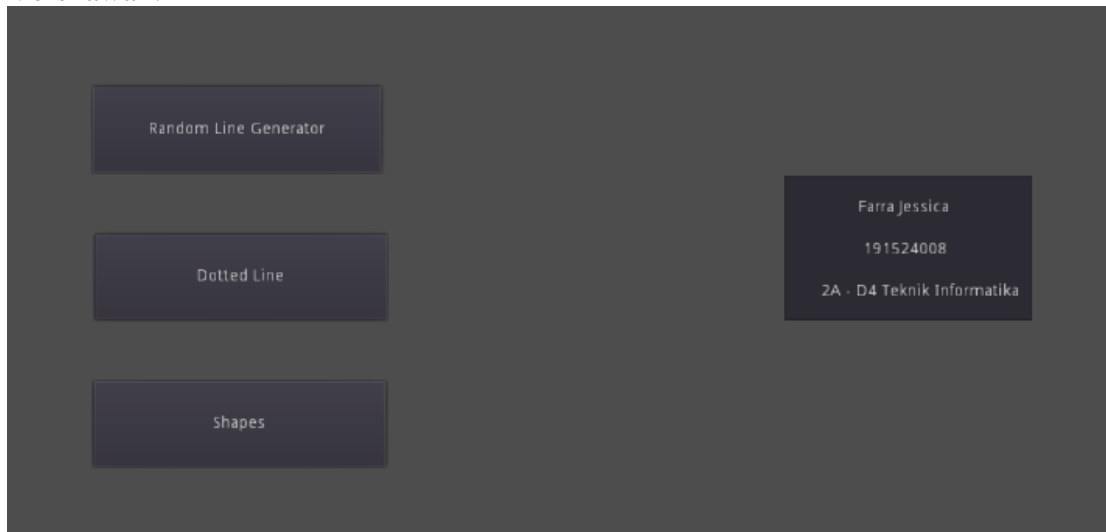 Random Line Generator
Dotted Line
Shapes
Farra Jessica
191524008
2A - D4 Teknik Informatika